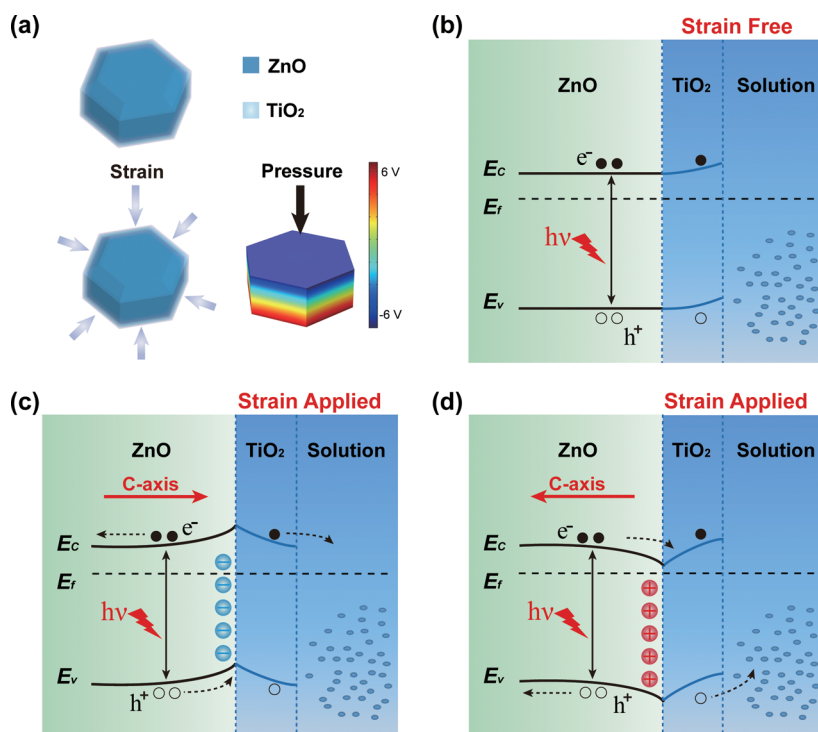 (a)
ZnO
TiO₂
Strain
Pressure
6 V
-6 V
(b)
Strain Free
ZnO
TiO₂
Solution
e⁻
Ec
Ef
hν
Ev
h⁺
(c)
Strain Applied
ZnO
TiO₂
Solution
C-axis
e⁻
Ec
Ef
hν
Ev
h⁺
(d)
Strain Applied
ZnO
TiO₂
Solution
C-axis
e⁻
Ec
Ef
hν
Ev
h⁺